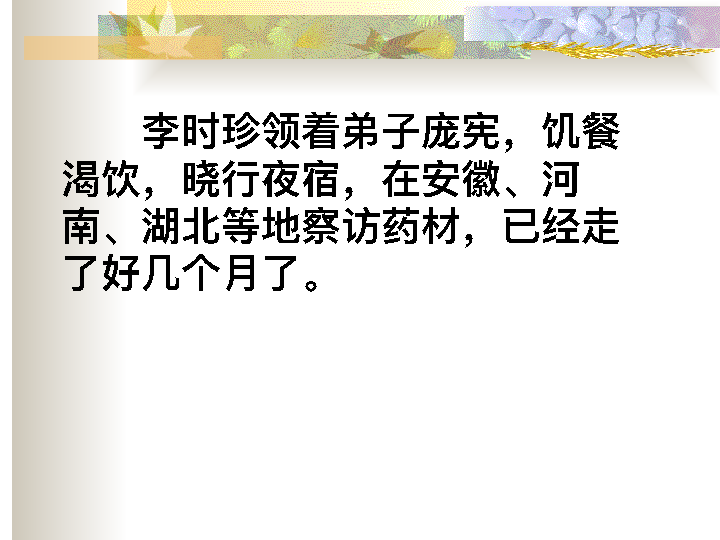 李时珍领着弟子庞宪，饥餐
渴饮，晓行夜宿，在安徽、河
南、湖北等地察访药材，已经走
了好几个月了。